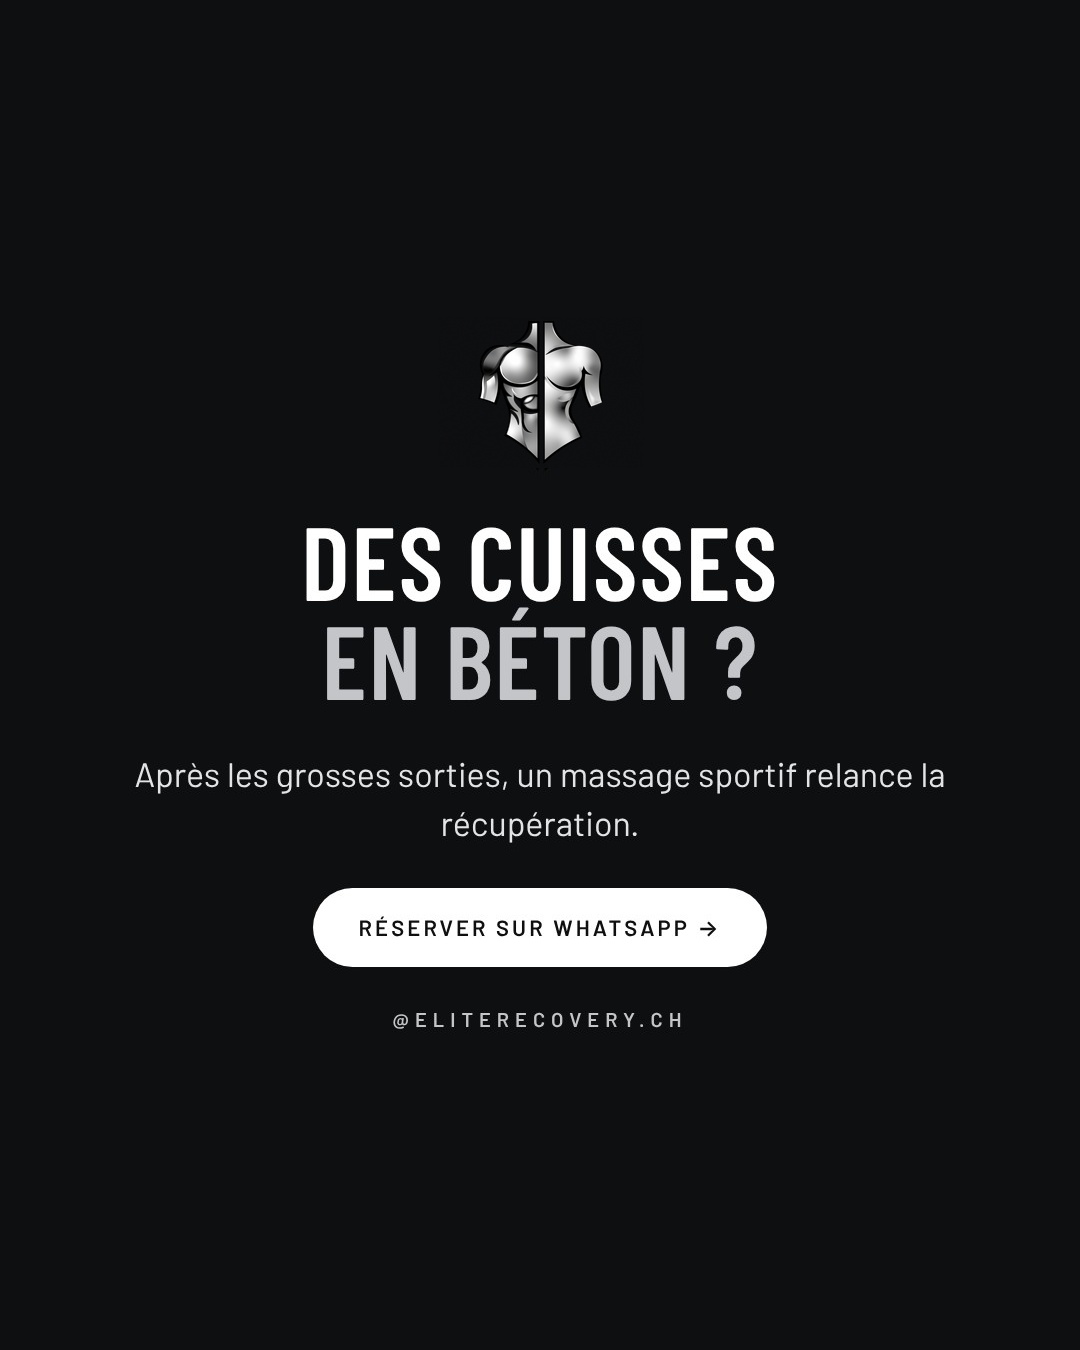 DES CUISSES
EN BÉTON ?
Après les grosses sorties, un massage sportif relance la
récupération.
RÉSERVER SUR WHATSAPP →
@ELITERECOVERY.CH